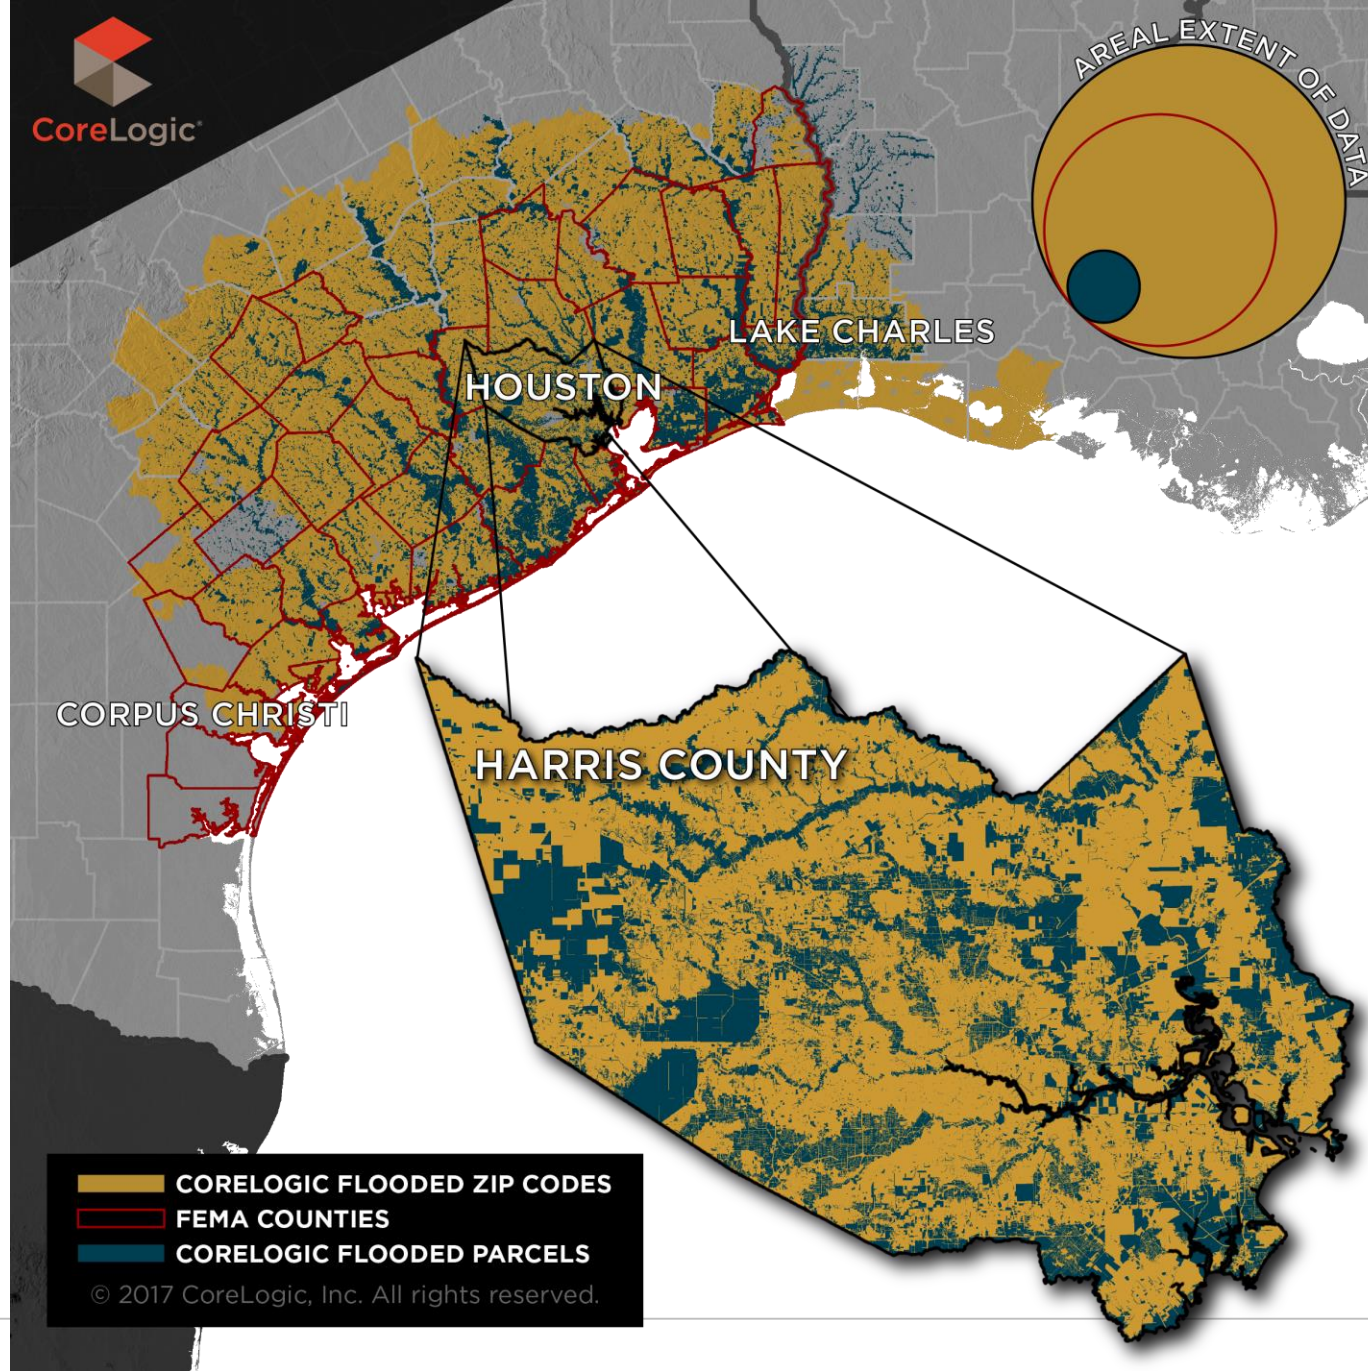 CoreLogic®
AREAL EXTENT OF DATA
LAKE CHARLES
HOUSTON
CORPUS CHRISTI
HARRIS COUNTY
CORELOGIC FLOODED ZIP CODES
FEMA COUNTIES
CORELOGIC FLOODED PARCELS
© 2017 CoreLogic, Inc. All rights reserved.